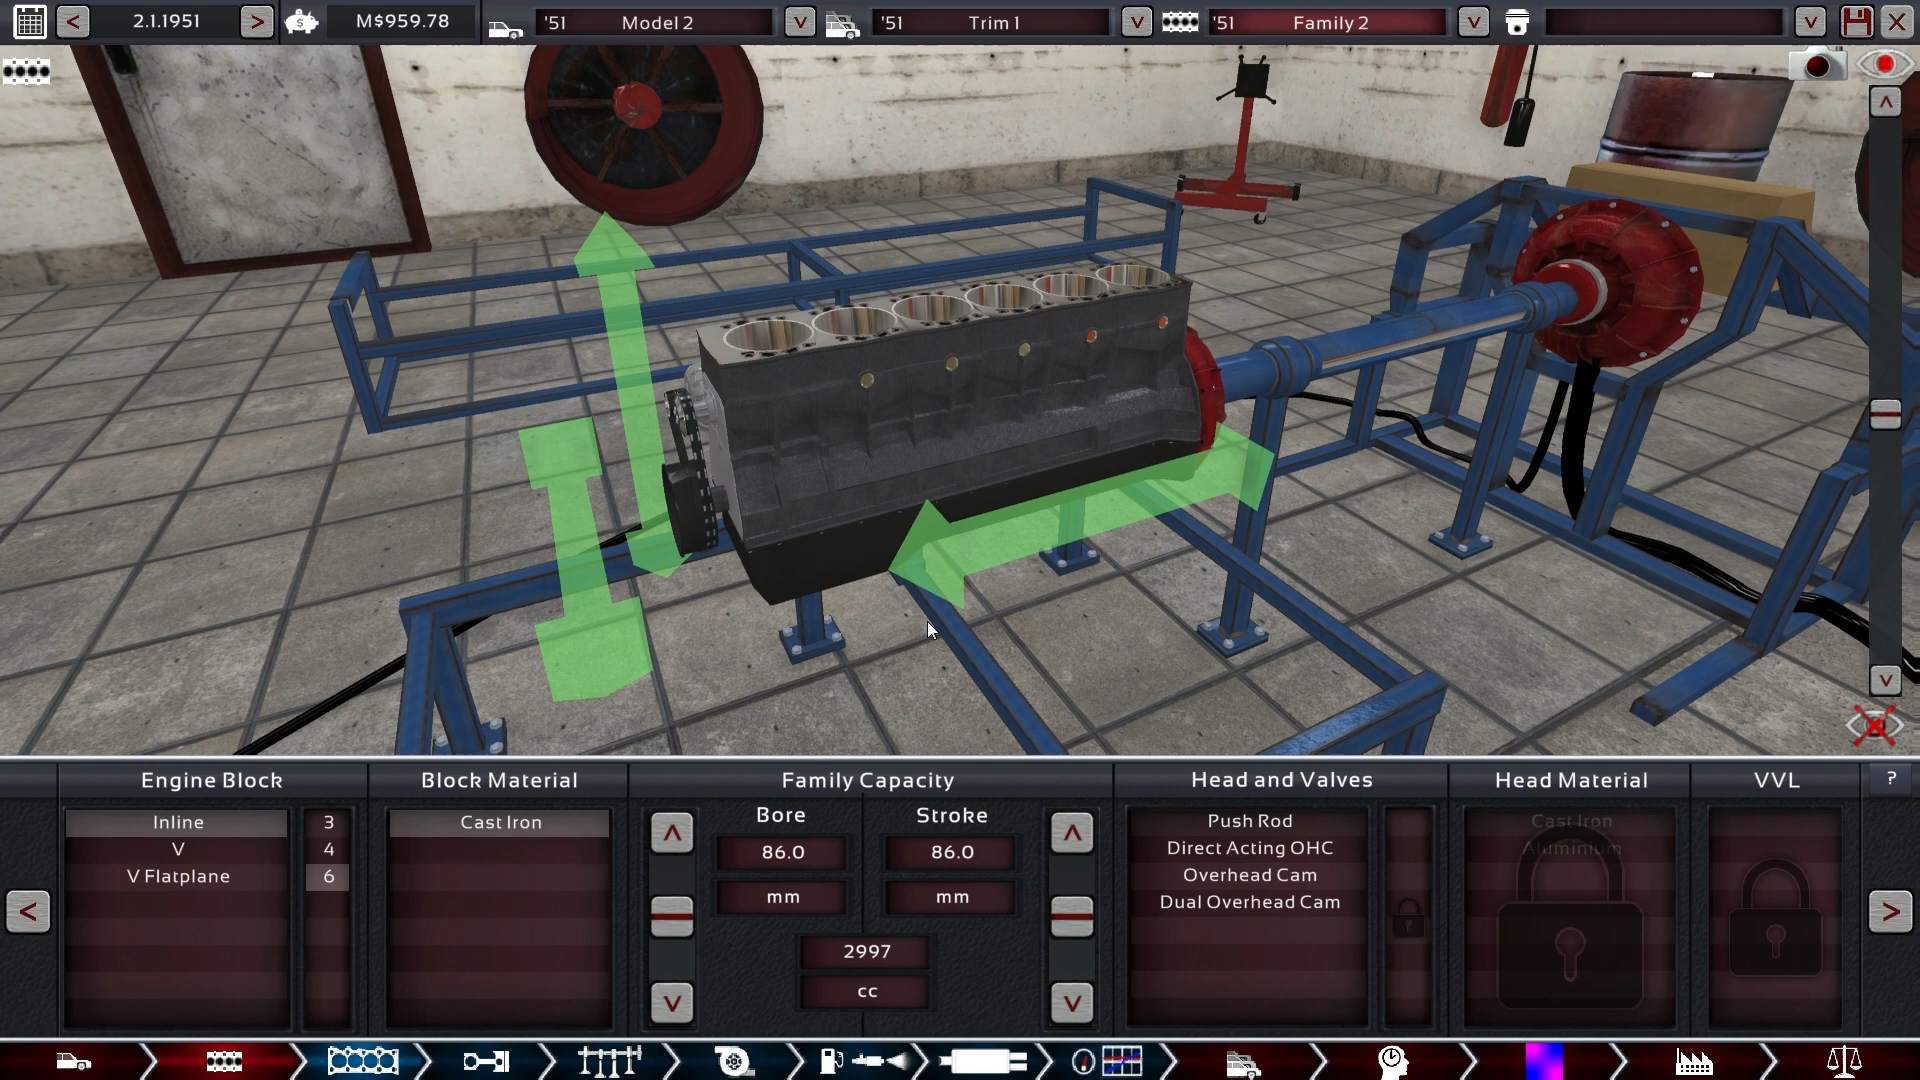 2.1.1951
M$959.78
'51 Model 2
'51 Trim 1
'51 Family 2
Engine Block
Block Material
Family Capacity
Head and Valves
Head Material
VVL
?
Inline
V
V Flatplane
3
4
6
Cast Iron
Bore
86.0
mm
Stroke
86.0
mm
2997
cc
Push Rod
Direct Acting OHC
Overhead Cam
Dual Overhead Cam
Cast Iron
Aluminium